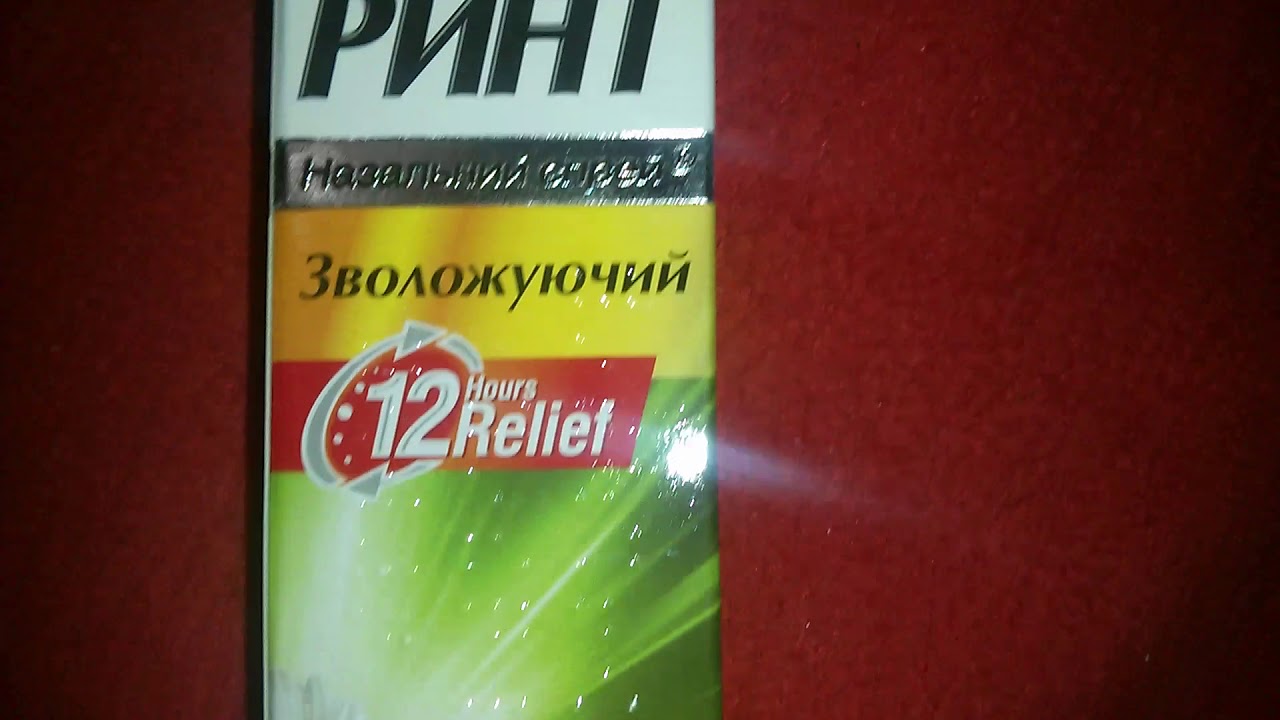 РИНТ
Назальний спрей
Зволожуючий
12 Hours
Relief